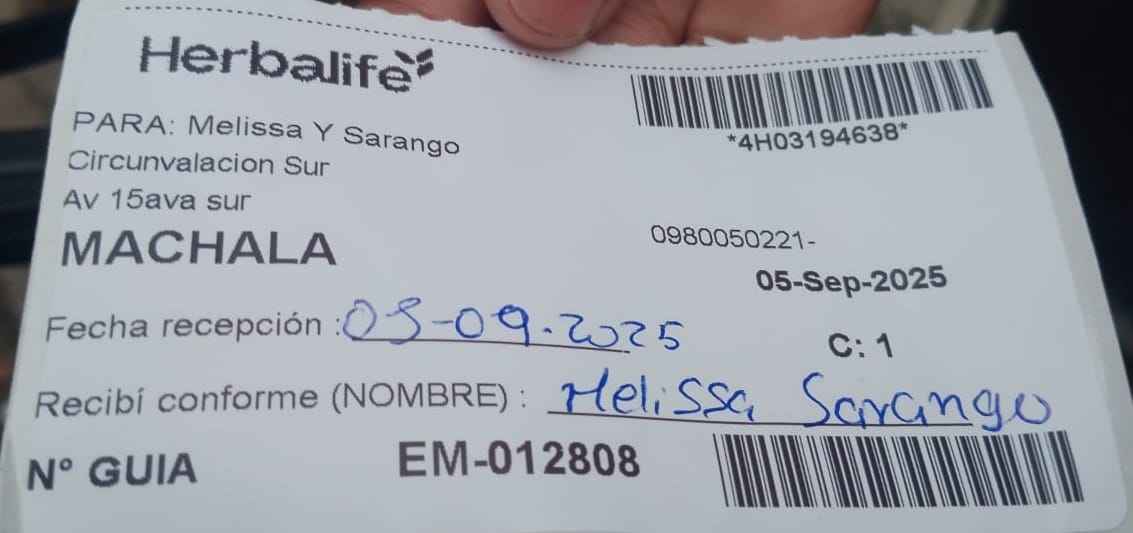 Herbalife
*4H03194638*
PARA: Melissa Y Sarango
Circunvalacion Sur
Av 15ava sur
MACHALA
0980050221-
05-Sep-2025
Fecha recepción : 05-09-2025
C: 1
Recibí conforme (NOMBRE) : Melissa Sarango
N° GUIA EM-012808